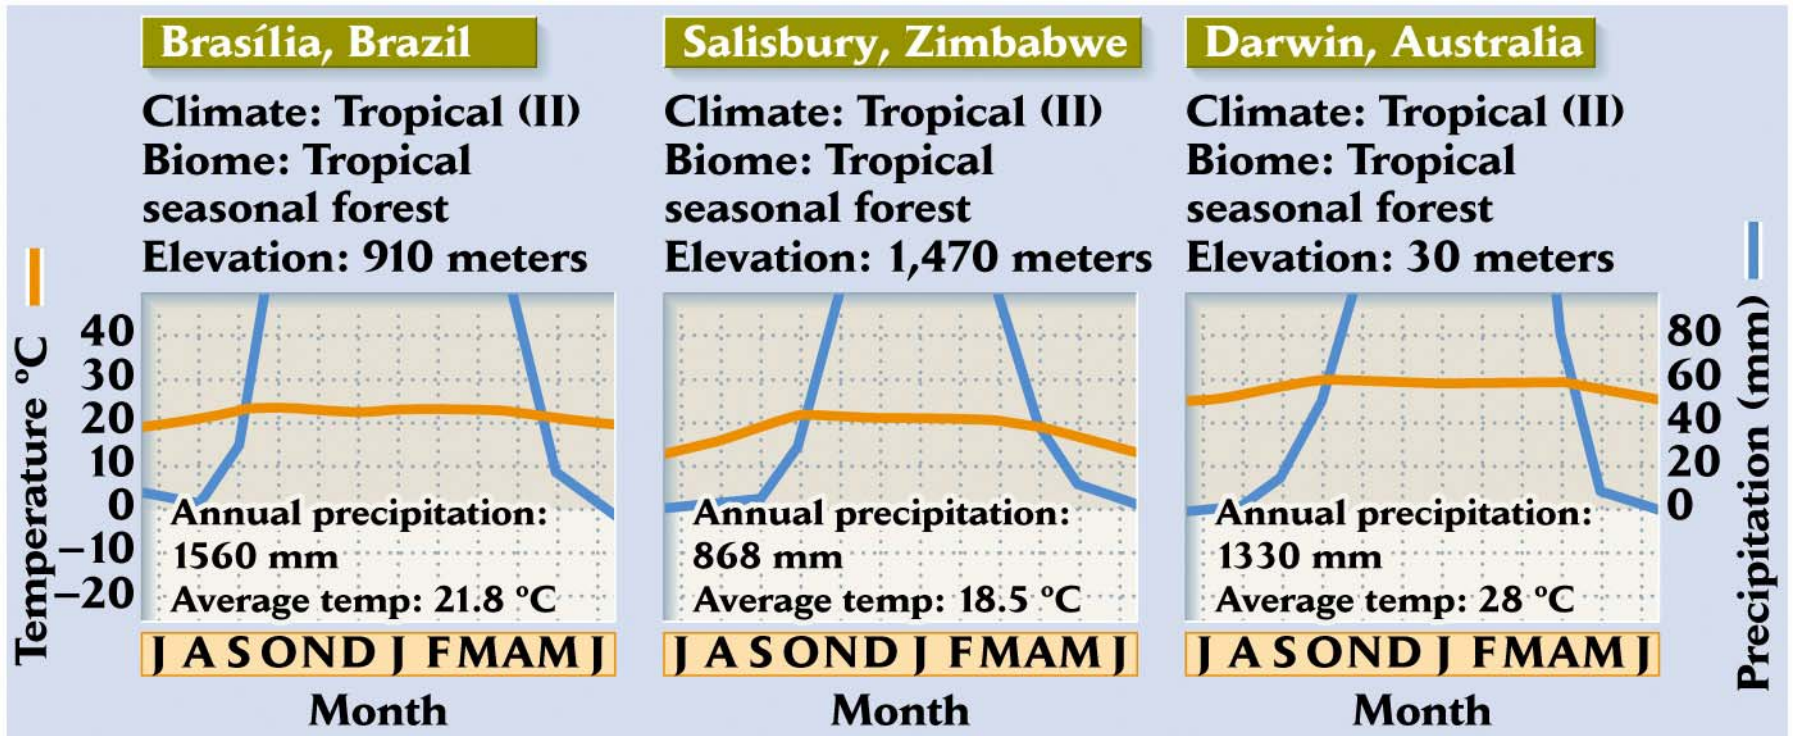 Brasília, Brazil
Climate: Tropical (II)
Biome: Tropical
seasonal forest
Elevation: 910 meters
Salisbury, Zimbabwe
Climate: Tropical (II)
Biome: Tropical
seasonal forest
Elevation: 1,470 meters
Darwin, Australia
Climate: Tropical (II)
Biome: Tropical
seasonal forest
Elevation: 30 meters
Temperature ºC
40
30
20
10
0
–10
–20
Annual precipitation:
1560 mm
Average temp: 21.8 ºC
J A S O N D J F M A M J
Month
Annual precipitation:
868 mm
Average temp: 18.5 ºC
J A S O N D J F M A M J
Month
Annual precipitation:
1330 mm
Average temp: 28 ºC
J A S O N D J F M A M J
Month
80
60
40
20
0
Precipitation (mm)